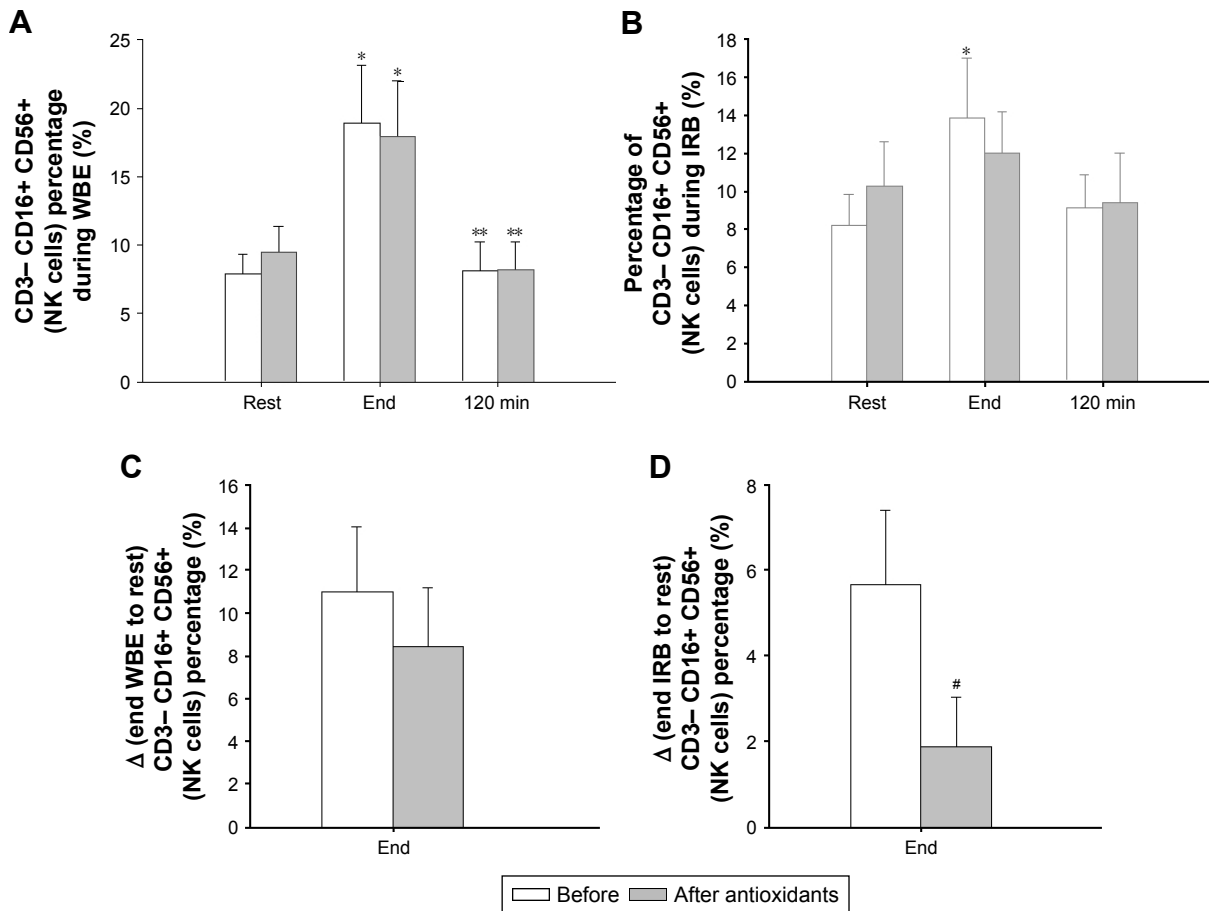 A
CD3– CD16+ CD56+
(NK cells) percentage
during WBE (%)
25
20
15
10
5
0
*
*
**
**
Rest End 120 min
B
Percentage of
CD3– CD16+ CD56+
(NK cells) during IRB (%)
18
16
14
12
10
8
6
4
2
0
*
Rest End 120 min
C
Δ (end WBE to rest)
CD3– CD16+ CD56+
(NK cells) percentage (%)
16
14
12
10
8
6
4
2
0
End
D
Δ (end IRB to rest)
CD3– CD16+ CD56+
(NK cells) percentage (%)
8
6
4
2
0
#
End
Before After antioxidants